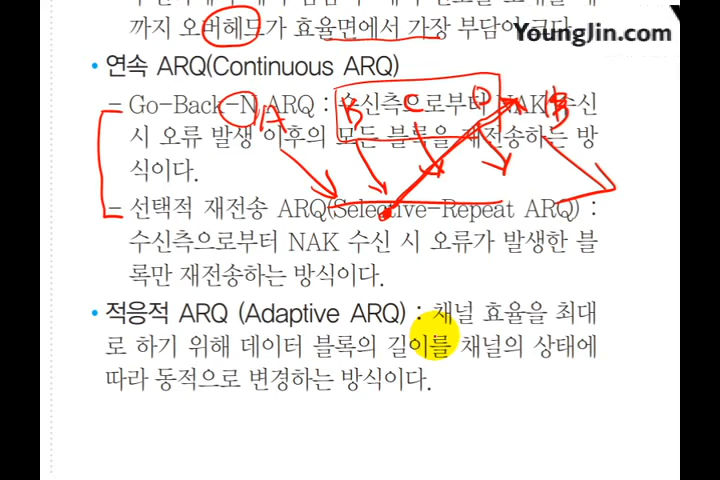 까지 오버헤드가 효율면에서 가장 부담이 크다.
YoungJin.com
• 연속 ARQ(Continuous ARQ)
– Go-Back-N ARQ : 수신측으로부터 NAK 수신
시 오류 발생 이후의 모든 블록을 재전송하는 방
식이다.
– 선택적 재전송 ARQ(Selective-Repeat ARQ) :
수신측으로부터 NAK 수신 시 오류가 발생한 블
록만 재전송하는 방식이다.
• 적응적 ARQ (Adaptive ARQ) : 채널 효율을 최대
로 하기 위해 데이터 블록의 길이를 채널의 상태에
따라 동적으로 변경하는 방식이다.
A
B
C
D
B